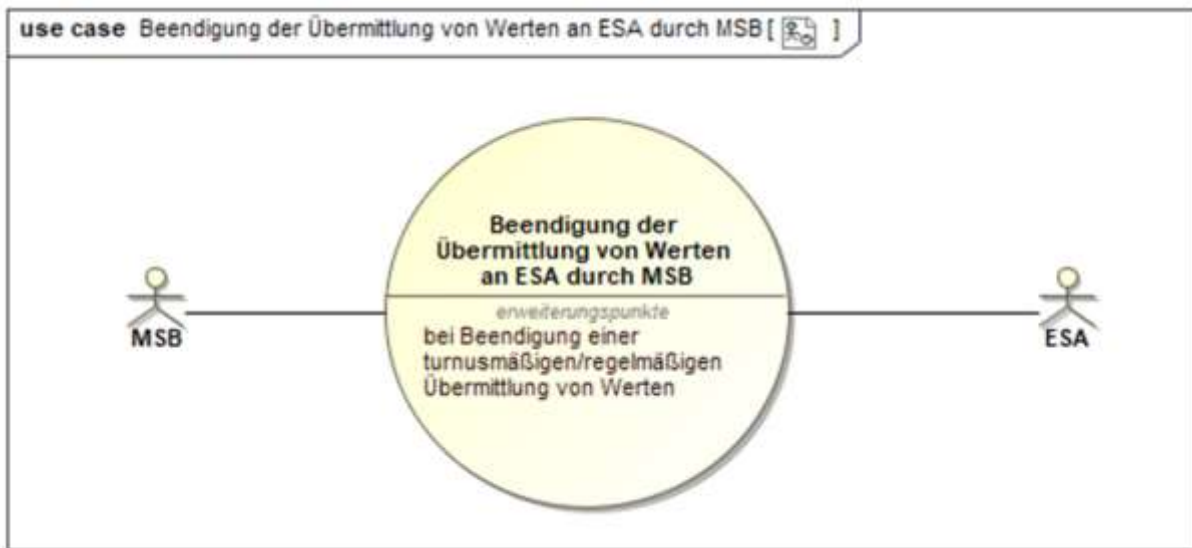 use case Beendigung der Übermittlung von Werten an ESA durch MSB [ ]
Beendigung der
Übermittlung von Werten
an ESA durch MSB
erweiterungspunkte
bei Beendigung einer
turnusmäßigen/regelmäßigen
Übermittlung von Werten
MSB
ESA